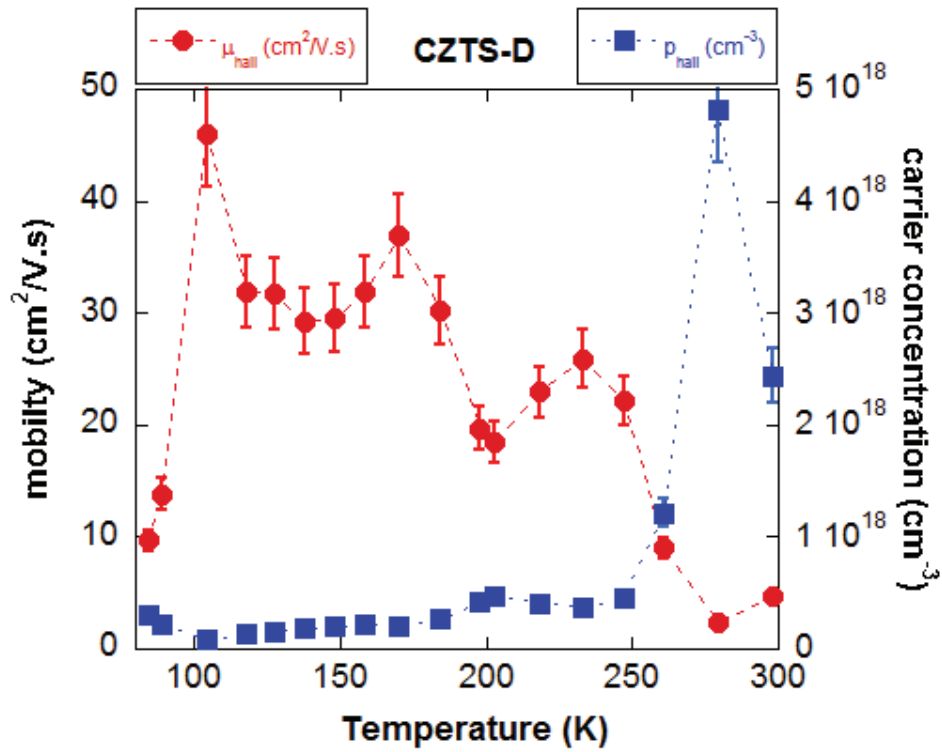 μhall (cm²/V.s)
CZTS-D
phall (cm⁻³)
50
40
30
20
10
0
mobilty (cm²/V.s)
5 10¹⁸
4 10¹⁸
3 10¹⁸
2 10¹⁸
1 10¹⁸
0
carrier concentration (cm⁻³)
100 150 200 250 300
Temperature (K)